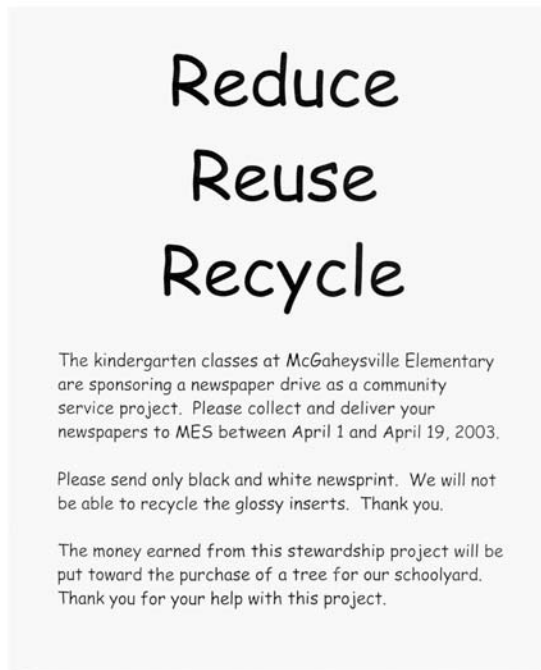 Reduce
Reuse
Recycle
The kindergarten classes at McGaheysville Elementary
are sponsoring a newspaper drive as a community
service project.  Please collect and deliver your
newspapers to MES between April 1 and April 19, 2003.
Please send only black and white newsprint.  We will not
be able to recycle the glossy inserts.  Thank you.
The money earned from this stewardship project will be
put toward the purchase of a tree for our schoolyard.
Thank you for your help with this project.